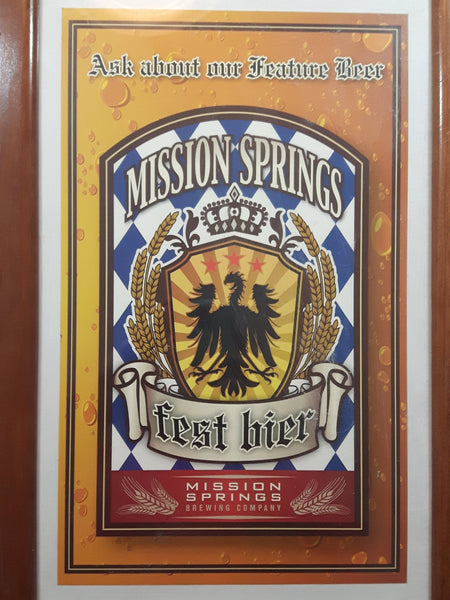 Ask about our Feature Beer
MISSION SPRINGS
fest bier
MISSION
SPRINGS
BREWING COMPANY